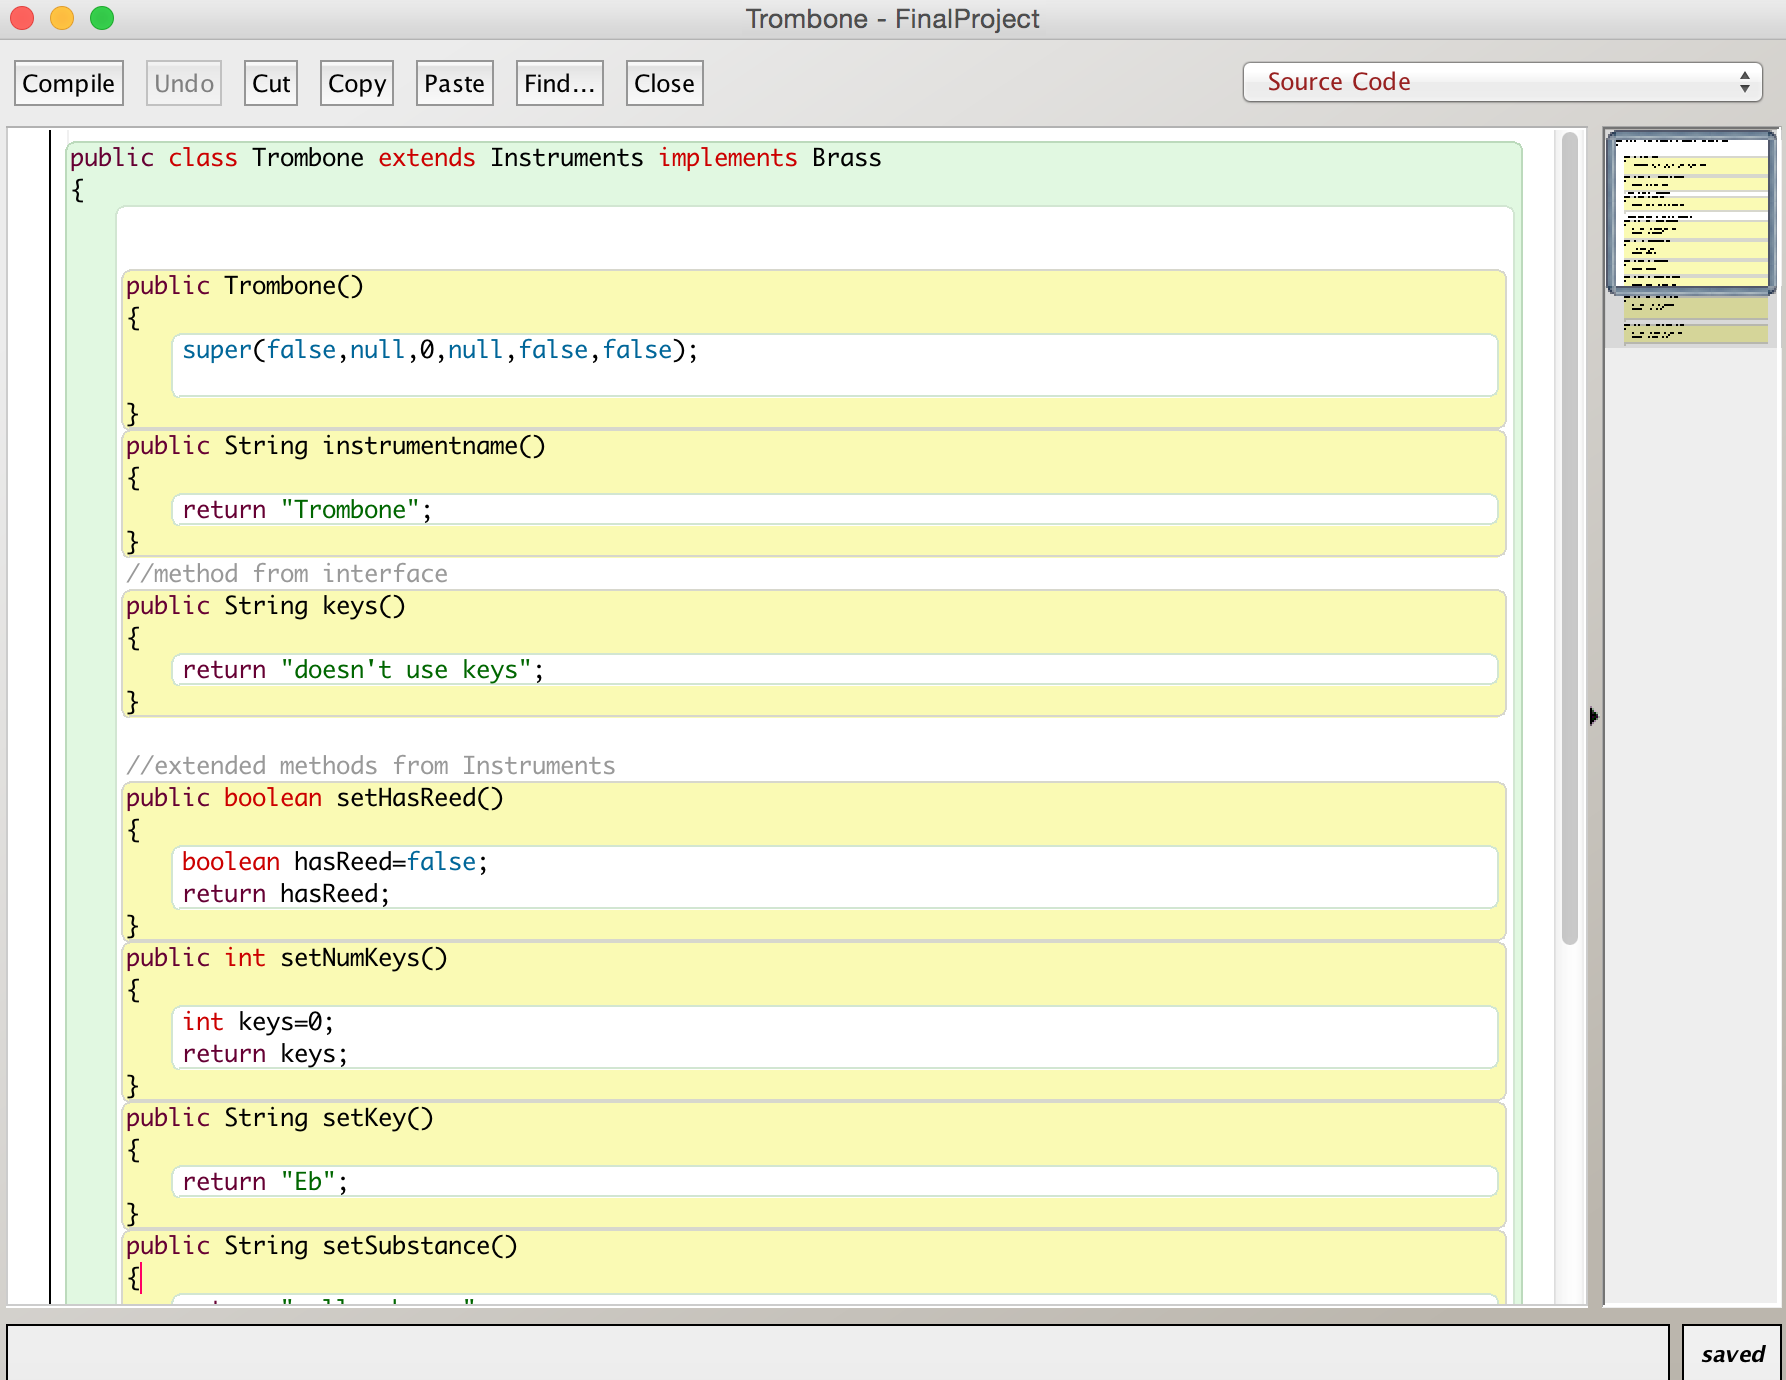 Trombone - FinalProject
Compile Undo Cut Copy Paste Find... Close Source Code
public class Trombone extends Instruments implements Brass
{
public Trombone()
{
super(false,null,0,null,false,false);
}
public String instrumentname()
{
return "Trombone";
}
//method from interface
public String keys()
{
return "doesn't use keys";
}
//extended methods from Instruments
public boolean setHasReed()
{
boolean hasReed=false;
return hasReed;
}
public int setNumKeys()
{
int keys=0;
return keys;
}
public String setKey()
{
return "Eb";
}
public String setSubstance()
{
saved